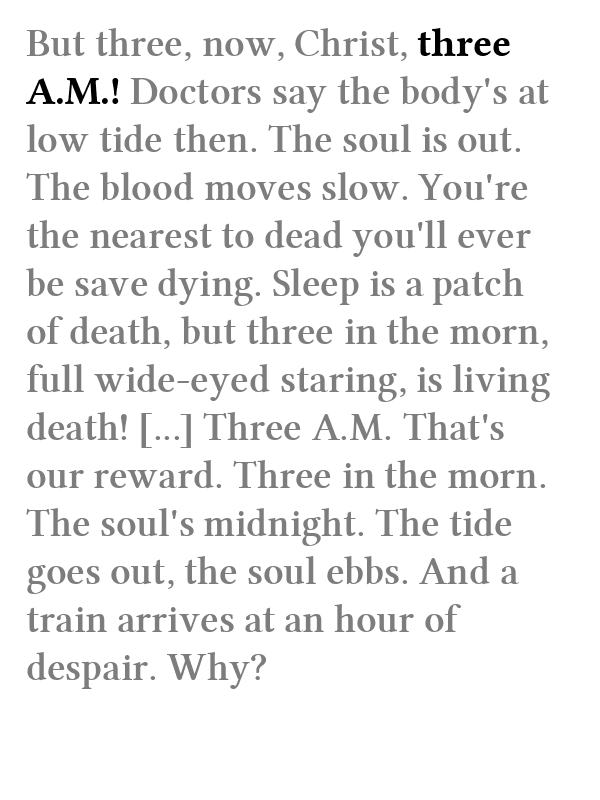 But three, now, Christ, three
A.M.! Doctors say the body's at
low tide then. The soul is out.
The blood moves slow. You're
the nearest to dead you'll ever
be save dying. Sleep is a patch
of death, but three in the morn,
full wide-eyed staring, is living
death! [...] Three A.M. That's
our reward. Three in the morn.
The soul's midnight. The tide
goes out, the soul ebbs. And a
train arrives at an hour of
despair. Why?